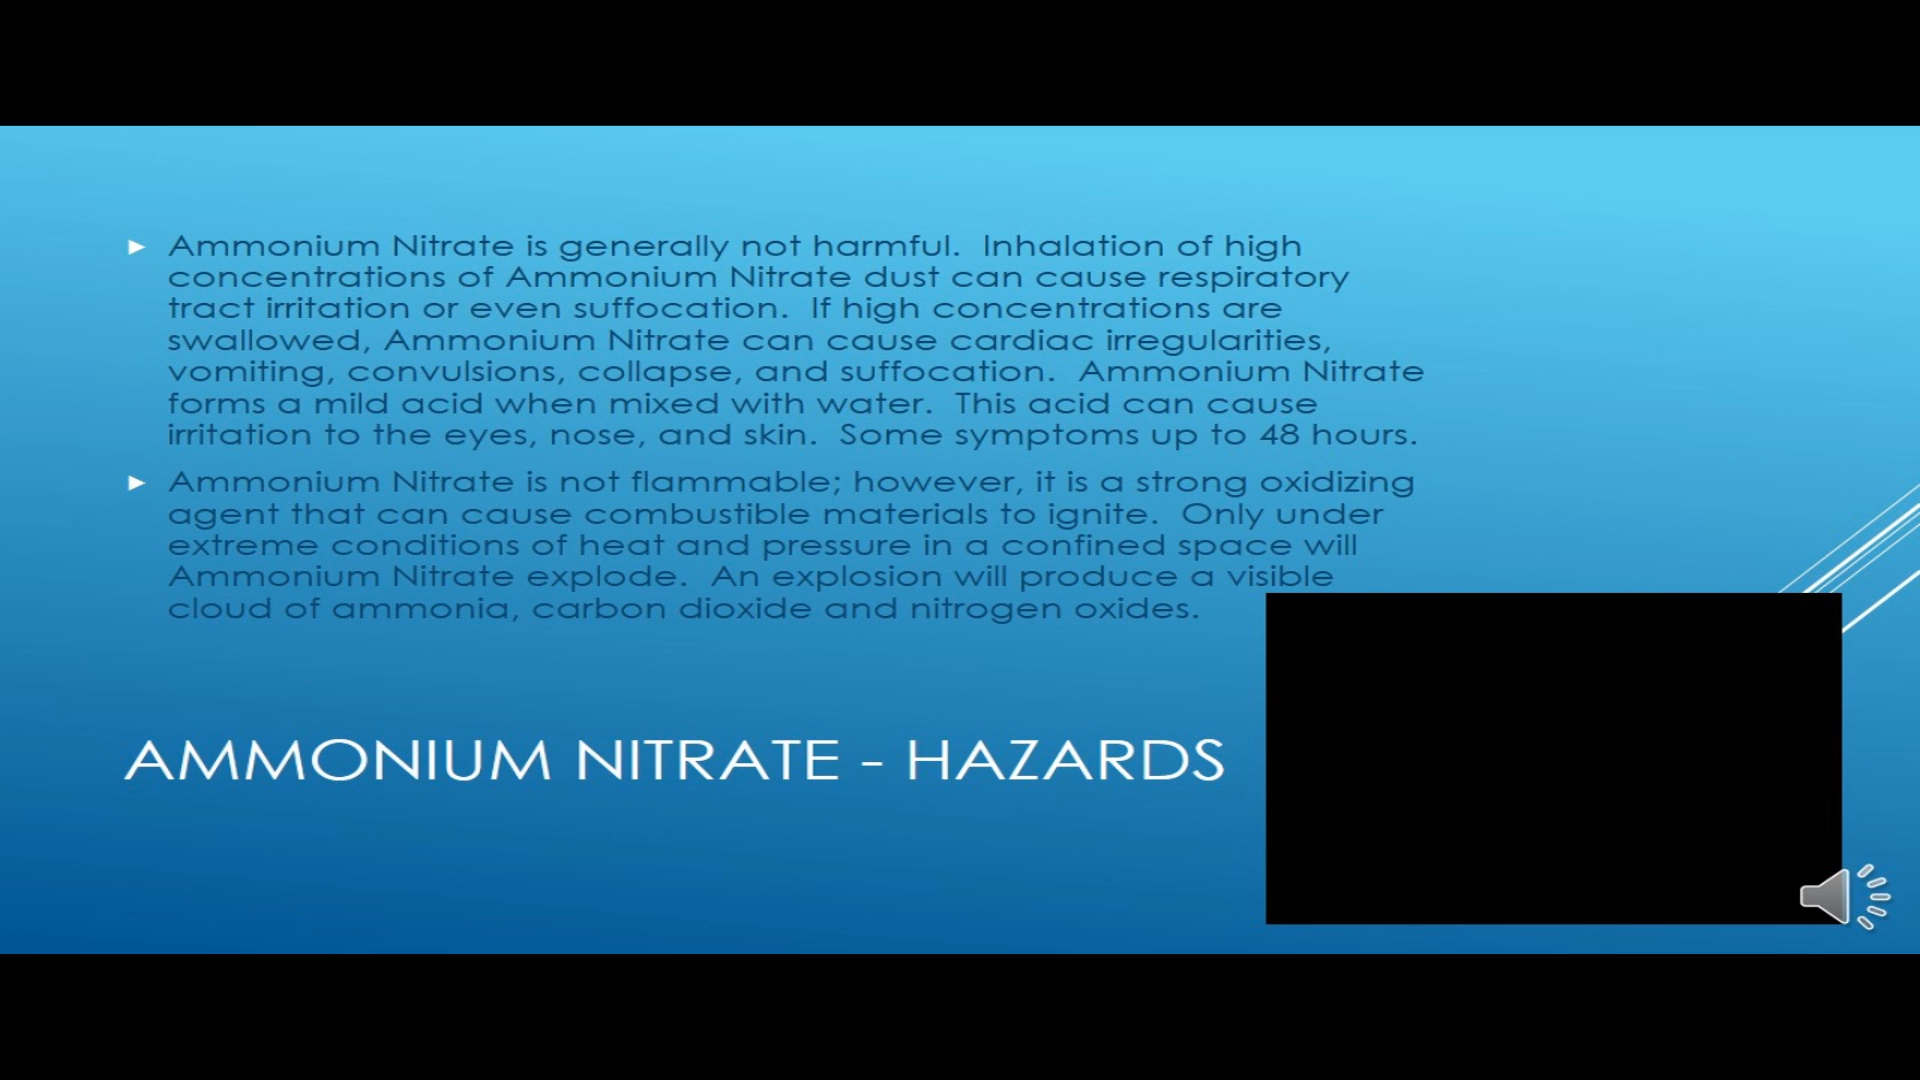 Ammonium Nitrate is generally not harmful.  Inhalation of high
concentrations of Ammonium Nitrate dust can cause respiratory
tract irritation or even suffocation.  If high concentrations are
swallowed, Ammonium Nitrate can cause cardiac irregularities,
vomiting, convulsions, collapse, and suffocation.  Ammonium Nitrate
forms a mild acid when mixed with water.  This acid can cause
irritation to the eyes, nose, and skin.  Some symptoms up to 48 hours.
Ammonium Nitrate is not flammable; however, it is a strong oxidizing
agent that can cause combustible materials to ignite.  Only under
extreme conditions of heat and pressure in a confined space will
Ammonium Nitrate explode.  An explosion will produce a visible
cloud of ammonia, carbon dioxide and nitrogen oxides.
AMMONIUM NITRATE - HAZARDS